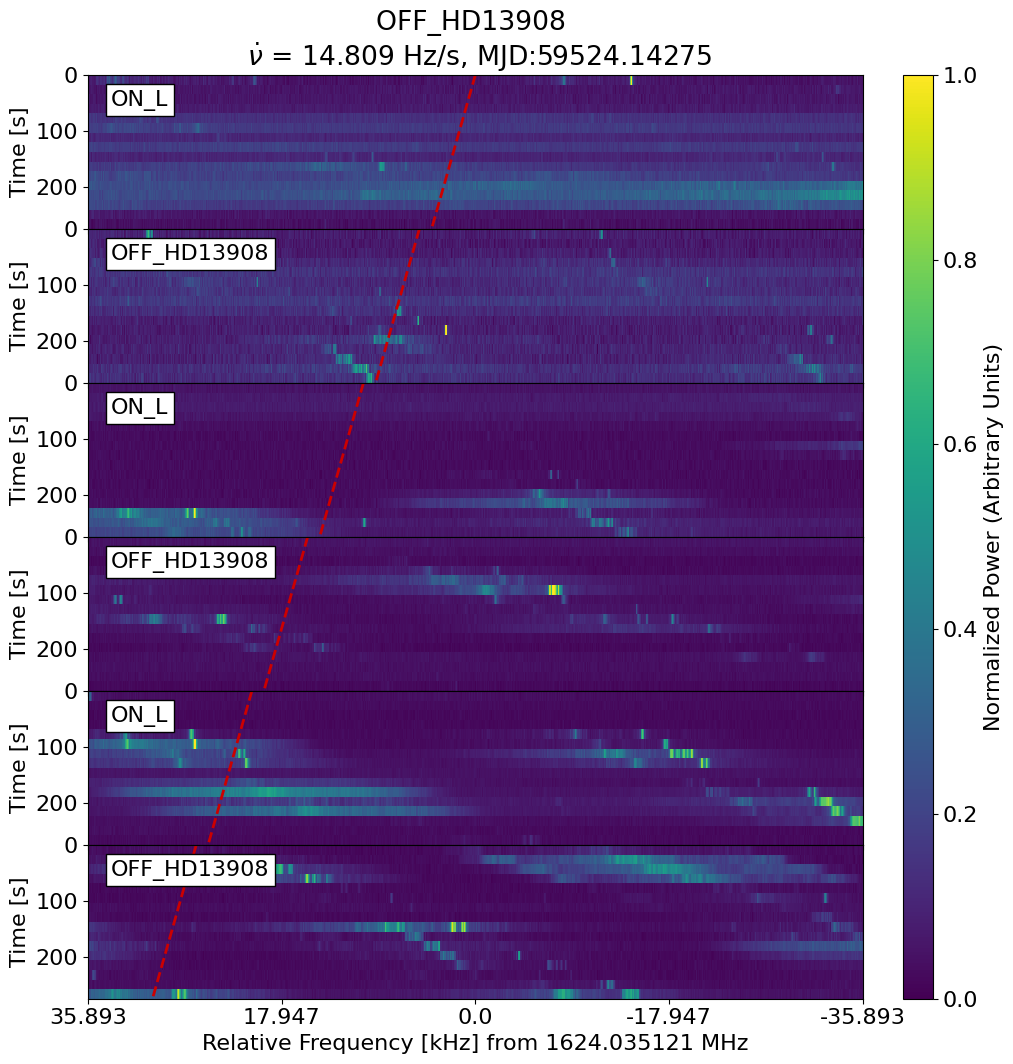 OFF_HD13908
ν̇ = 14.809 Hz/s, MJD:59524.14275
0
ON_L
100
Time [s]
200
0
OFF_HD13908
100
Time [s]
200
0
ON_L
100
Time [s]
200
0
OFF_HD13908
100
Time [s]
200
0
ON_L
100
Time [s]
200
0
OFF_HD13908
100
Time [s]
200
35.893 17.947 0.0 -17.947 -35.893
Relative Frequency [kHz] from 1624.035121 MHz
1.0
0.8
0.6
0.4
0.2
0.0
Normalized Power (Arbitrary Units)